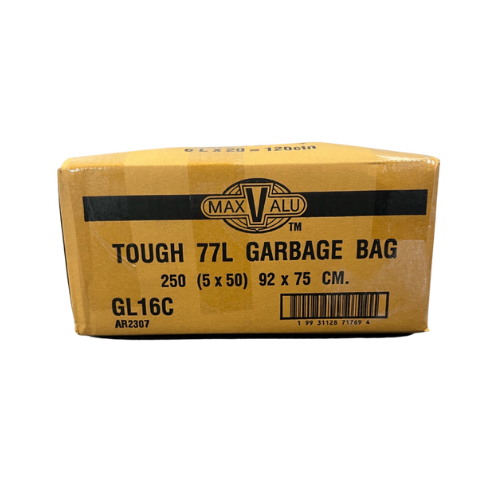 6 L x 20 = 120ctn
MAX VALU
TM
TOUGH 77L GARBAGE BAG
250 (5 x 50) 92 x 75 CM.
GL16C
AR2307
1 99 31128 71769 4